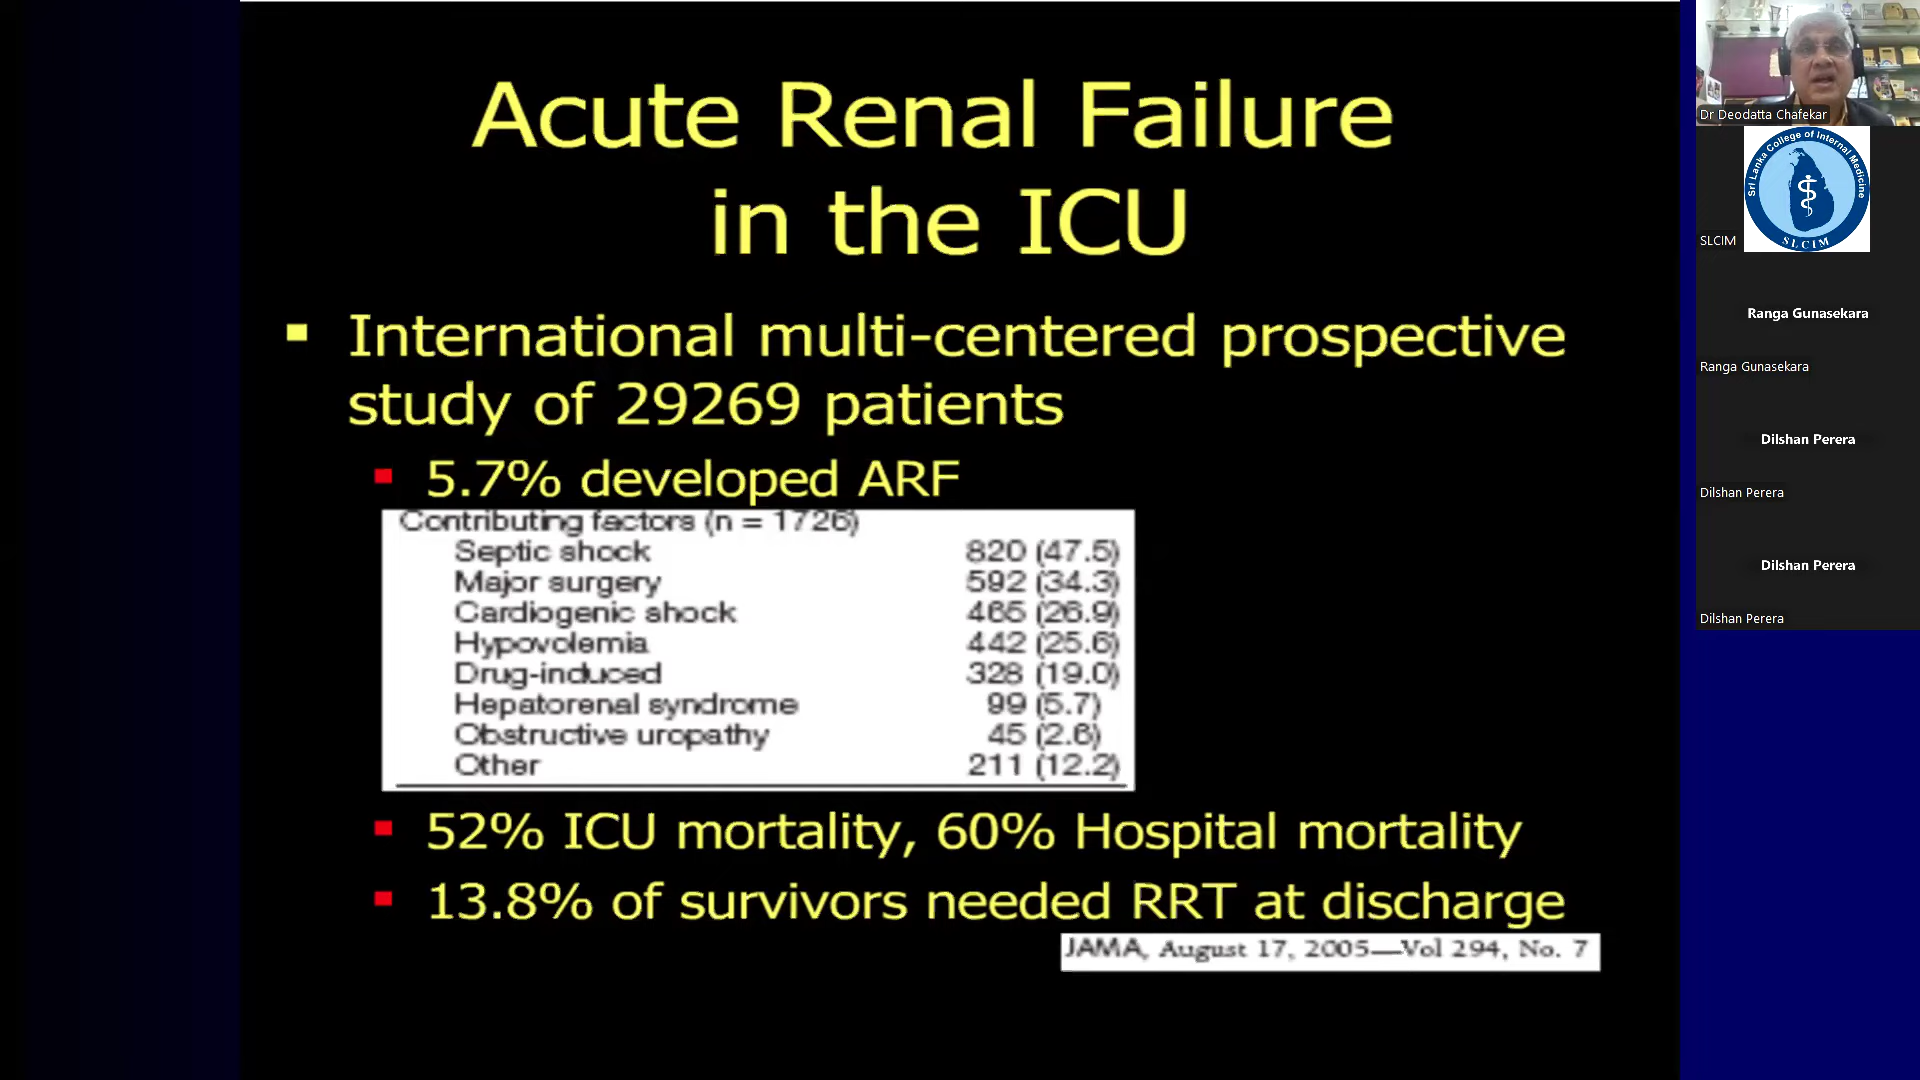 Acute Renal Failure
in the ICU
International multi-centered prospective
study of 29269 patients
5.7% developed ARF
Contributing factors (n = 1726)
Septic shock 820 (47.5)
Major surgery 592 (34.3)
Cardiogenic shock 465 (26.9)
Hypovolemia 442 (25.6)
Drug-induced 328 (19.0)
Hepatorenal syndrome 99 (5.7)
Obstructive uropathy 45 (2.6)
Other 211 (12.2)
52% ICU mortality, 60% Hospital mortality
13.8% of survivors needed RRT at discharge
JAMA, August 17, 2005—Vol 294, No. 7
Dr Deodatta Chafekar
Sri Lanka College of Internal Medicine
SLCIM
SLCIM
Ranga Gunasekara
Ranga Gunasekara
Dilshan Perera
Dilshan Perera
Dilshan Perera
Dilshan Perera